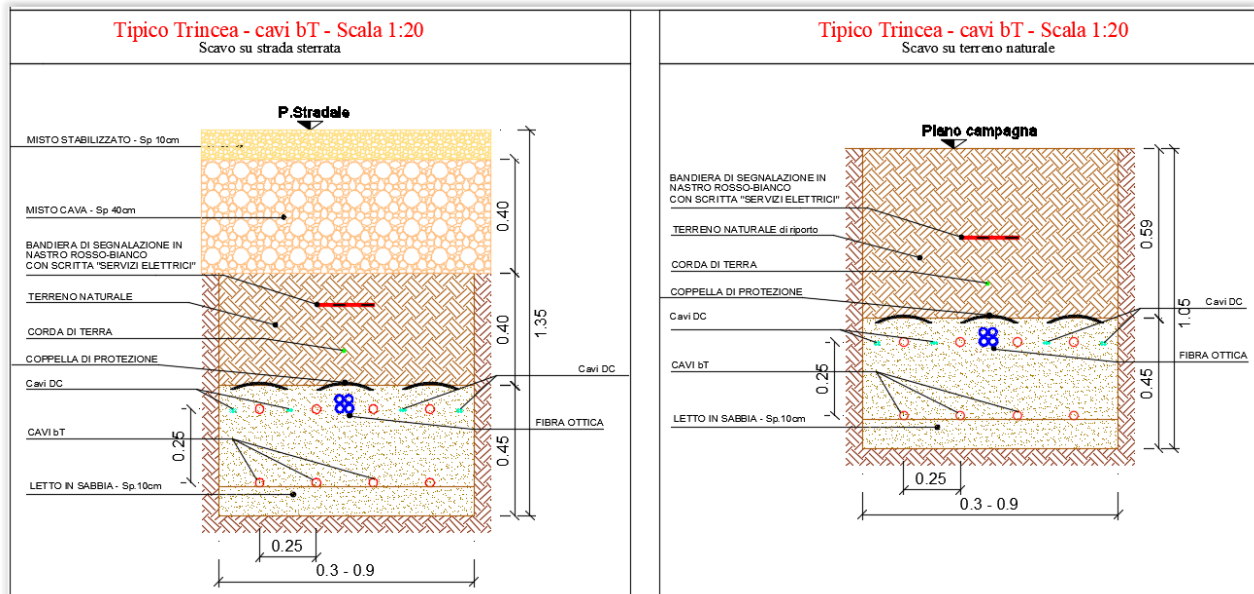 Tipico Trincea - cavi bT - Scala 1:20
Scavo su strada sterrata
P.Stradale
MISTO STABILIZZATO - Sp 10cm
MISTO CAVA - Sp 40cm
BANDIERA DI SEGNALAZIONE IN
NASTRO ROSSO-BIANCO
CON SCRITTA "SERVIZI ELETTRICI"
TERRENO NATURALE
CORDA DI TERRA
COPPELLA DI PROTEZIONE
Cavi DC
Cavi DC
CAVI bT
FIBRA OTTICA
LETTO IN SABBIA - Sp.10cm
0.40
0.40
1.35
0.45
0.25
0.25
0.3 - 0.9
Tipico Trincea - cavi bT - Scala 1:20
Scavo su terreno naturale
Piano campagna
BANDIERA DI SEGNALAZIONE IN
NASTRO ROSSO-BIANCO
CON SCRITTA "SERVIZI ELETTRICI"
TERRENO NATURALE di riporto
CORDA DI TERRA
COPPELLA DI PROTEZIONE
Cavi DC
Cavi DC
FIBRA OTTICA
CAVI bT
LETTO IN SABBIA - Sp.10cm
0.59
1.05
0.45
0.25
0.25
0.3 - 0.9